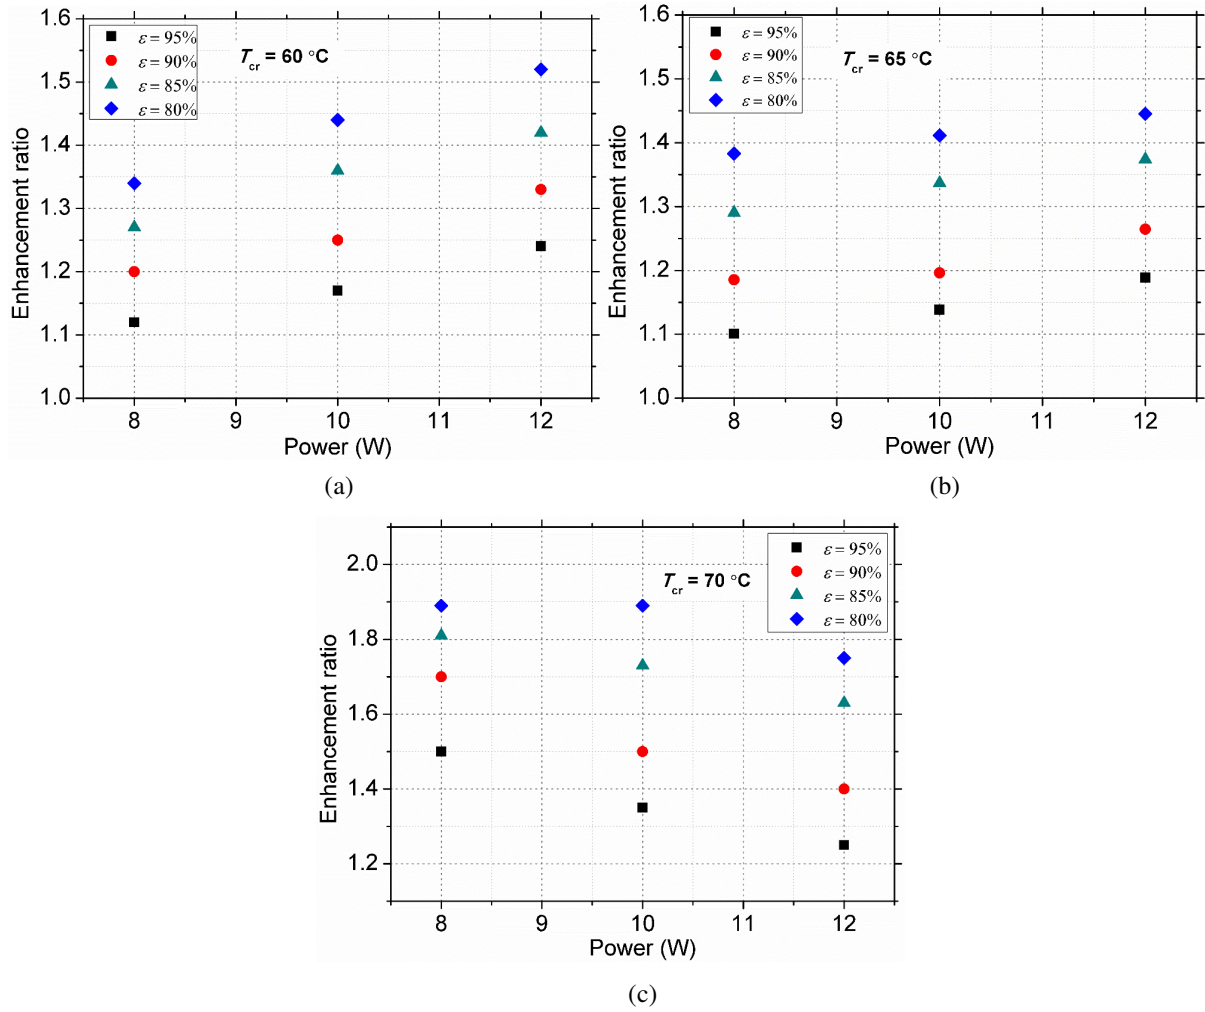 1.6
1.5
1.4
1.3
1.2
1.1
1.0
Enhancement ratio
ε = 95%
ε = 90%
ε = 85%
ε = 80%
Tcr = 60 °C
8 9 10 11 12
Power (W)
(a)
1.6
1.5
1.4
1.3
1.2
1.1
1.0
Enhancement ratio
ε = 95%
ε = 90%
ε = 85%
ε = 80%
Tcr = 65 °C
8 9 10 11 12
Power (W)
(b)
2.0
1.8
1.6
1.4
1.2
Enhancement ratio
Tcr = 70 °C
ε = 95%
ε = 90%
ε = 85%
ε = 80%
8 9 10 11 12
Power (W)
(c)